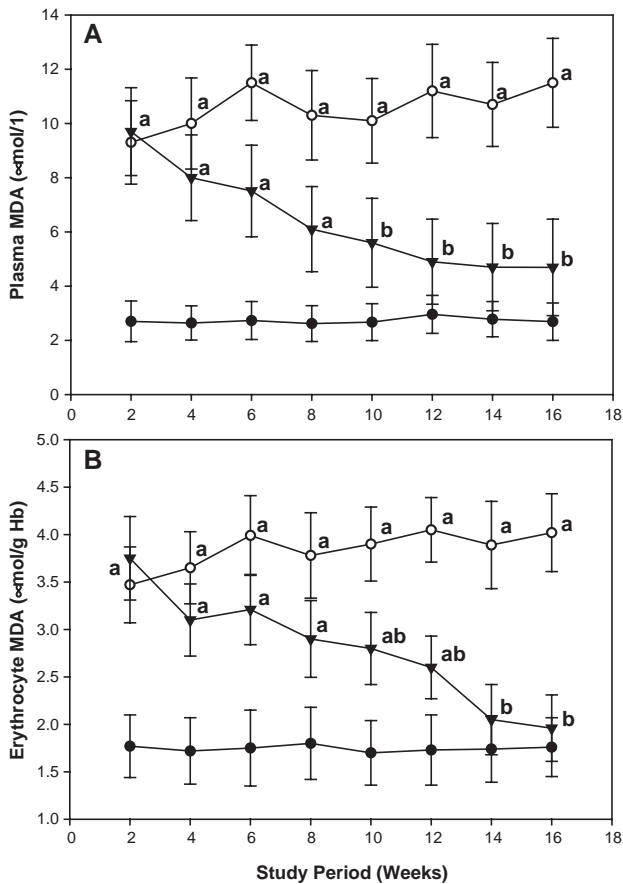 A
Plasma MDA (∝mol/1)
14
12
10
8
6
4
2
0
a a a a a a a a
a a a b b b b
0 2 4 6 8 10 12 14 16 18
B
Erythrocyte MDA (∝mol/g Hb)
5.0
4.5
4.0
3.5
3.0
2.5
2.0
1.5
1.0
a a a a a a a a
a a a ab ab b b
0 2 4 6 8 10 12 14 16 18
Study Period (Weeks)